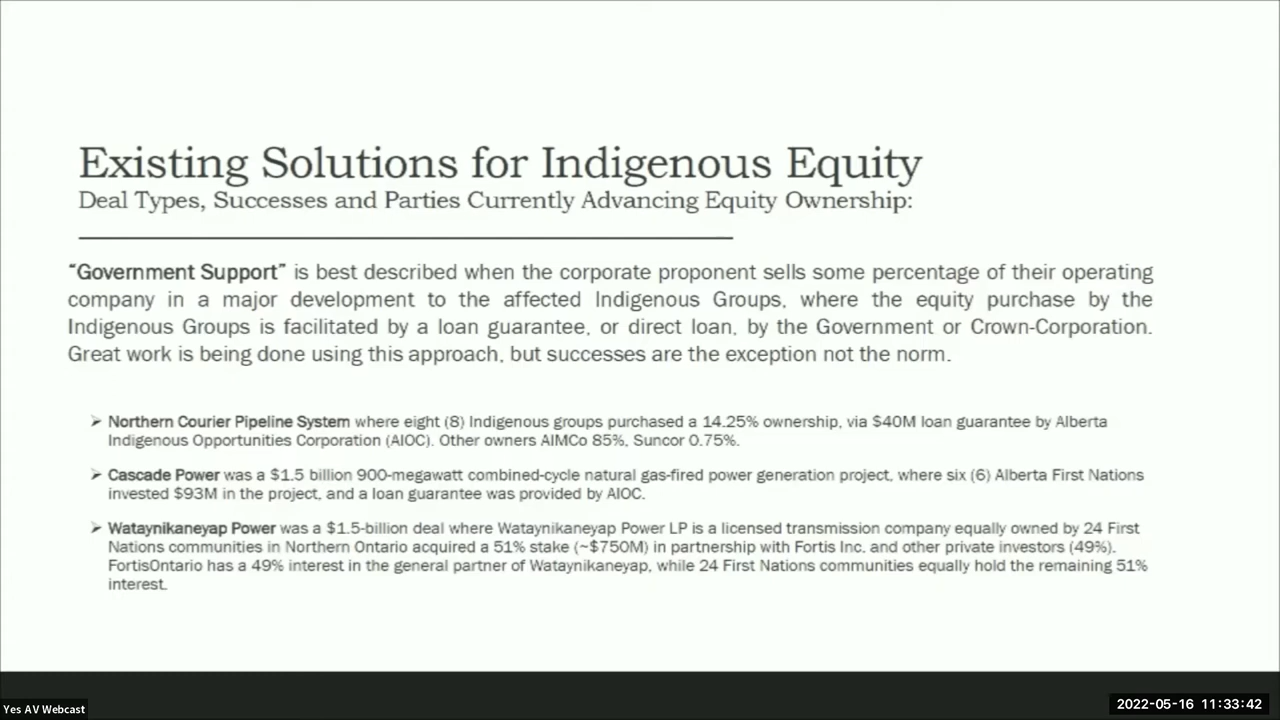 Existing Solutions for Indigenous Equity
Deal Types, Successes and Parties Currently Advancing Equity Ownership:
“Government Support” is best described when the corporate proponent sells some percentage of their operating
company in a major development to the affected Indigenous Groups, where the equity purchase by the
Indigenous Groups is facilitated by a loan guarantee, or direct loan, by the Government or Crown-Corporation.
Great work is being done using this approach, but successes are the exception not the norm.
➢ Northern Courier Pipeline System where eight (8) Indigenous groups purchased a 14.25% ownership, via $40M loan guarantee by Alberta
Indigenous Opportunities Corporation (AIOC). Other owners AIMCo 85%, Suncor 0.75%.
➢ Cascade Power was a $1.5 billion 900-megawatt combined-cycle natural gas-fired power generation project, where six (6) Alberta First Nations
invested $93M in the project, and a loan guarantee was provided by AIOC.
➢ Wataynikaneyap Power was a $1.5-billion deal where Wataynikaneyap Power LP is a licensed transmission company equally owned by 24 First
Nations communities in Northern Ontario acquired a 51% stake (~$750M) in partnership with Fortis Inc. and other private investors (49%).
FortisOntario has a 49% interest in the general partner of Wataynikaneyap, while 24 First Nations communities equally hold the remaining 51%
interest.
Yes AV Webcast
2022-05-16 11:33:42